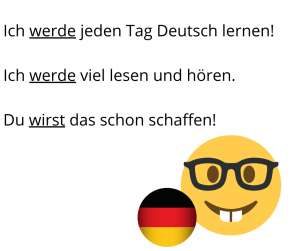 Ich werde jeden Tag Deutsch lernen!
Ich werde viel lesen und hören.
Du wirst das schon schaffen!